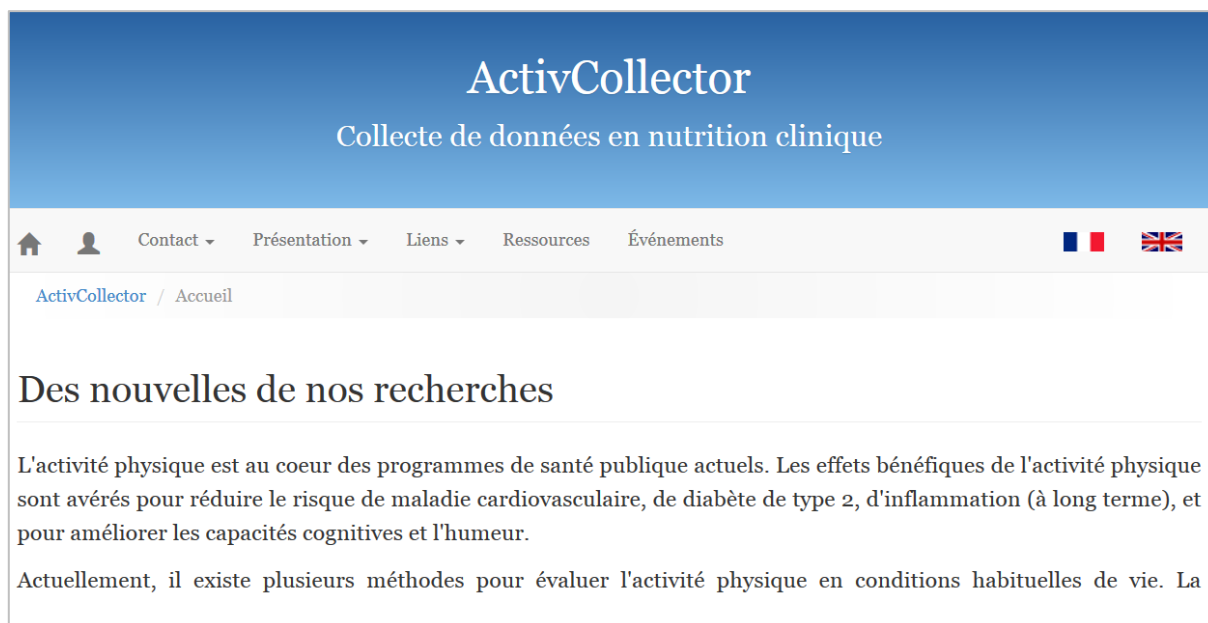 ActivCollector
Collecte de données en nutrition clinique
Contact Présentation Liens Ressources Événements
ActivCollector / Accueil
Des nouvelles de nos recherches
L'activité physique est au coeur des programmes de santé publique actuels. Les effets bénéfiques de l'activité physique
sont avérés pour réduire le risque de maladie cardiovasculaire, de diabète de type 2, d'inflammation (à long terme), et
pour améliorer les capacités cognitives et l'humeur.
Actuellement, il existe plusieurs méthodes pour évaluer l'activité physique en conditions habituelles de vie. La